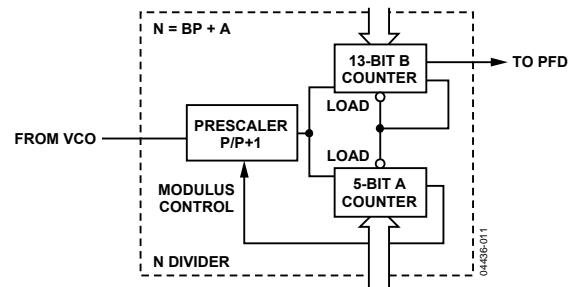 N = BP + A
13-BIT B
COUNTER
TO PFD
LOAD
PRESCALER
P/P+1
FROM VCO
LOAD
MODULUS
CONTROL
5-BIT A
COUNTER
N DIVIDER
04436-011